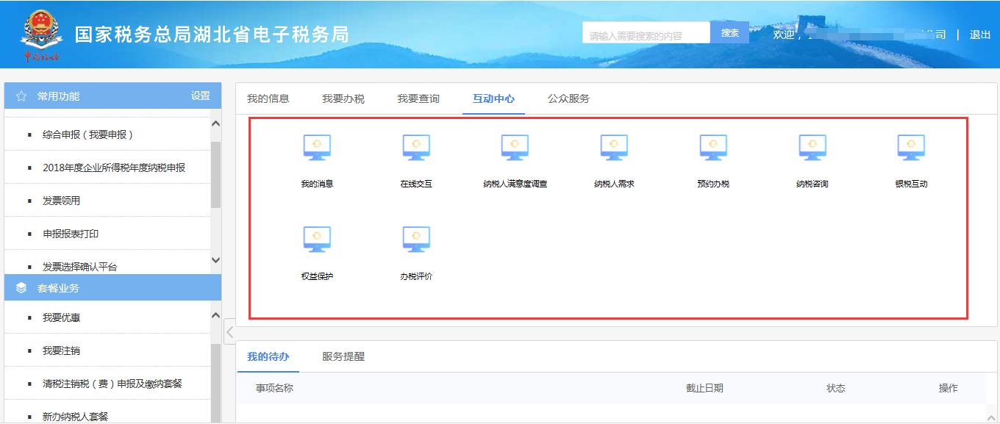 国家税务总局湖北省电子税务局
中国税务
请输入需要搜索的内容
搜索
欢迎，
公司 | 退出
常用功能 设置
综合申报（我要申报）
2018年度企业所得税年度纳税申报
发票领用
申报报表打印
发票选择确认平台
套餐业务
我要优惠
我要注销
清税注销税（费）申报及缴纳套餐
新办纳税人套餐
我的信息 我要办税 我要查询 互动中心 公众服务
我的消息 在线交互 纳税人满意度调查 纳税人需求 预约办税 纳税咨询 银税互动
权益保护 办税评价
我的待办 服务提醒
事项名称 截止日期 状态 操作